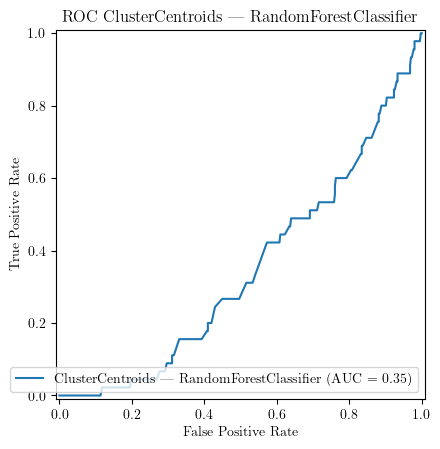 ROC ClusterCentroids — RandomForestClassifier
True Positive Rate
1.0
0.8
0.6
0.4
0.2
0.0
ClusterCentroids — RandomForestClassifier (AUC = 0.35)
0.0 0.2 0.4 0.6 0.8 1.0
False Positive Rate